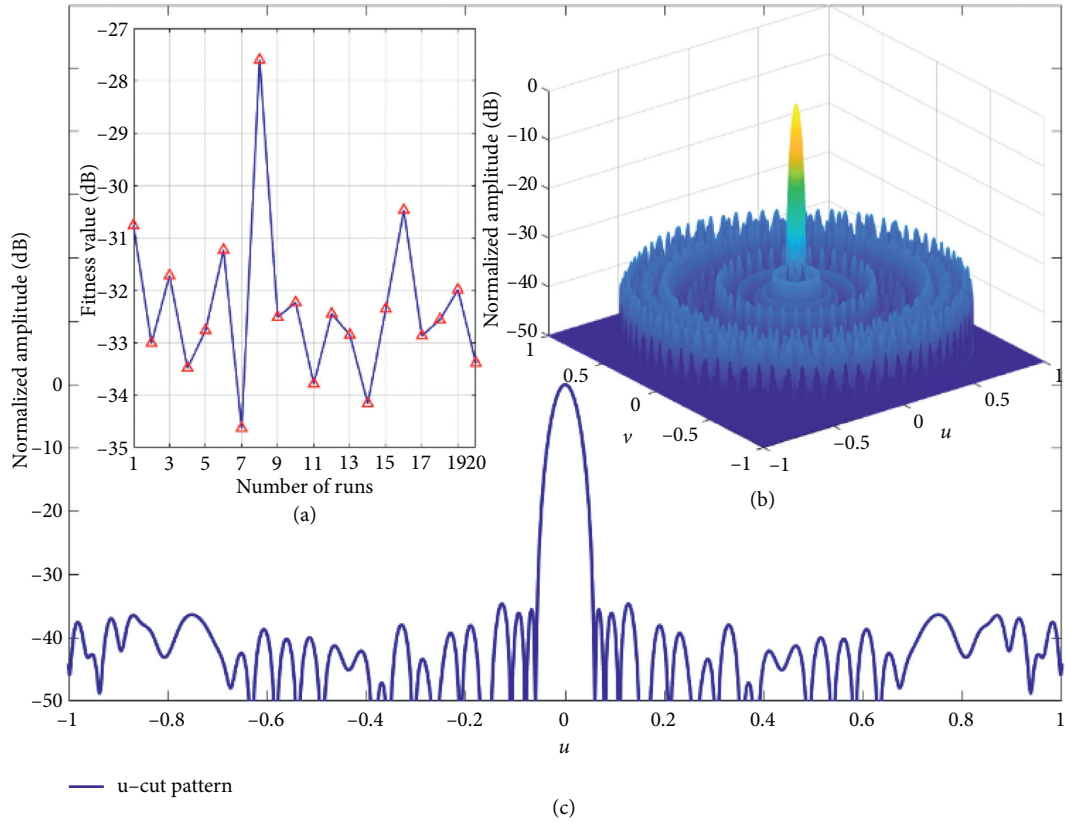 −27
−28
−29
−30
−31
−32
−33
−34
−35
Fitness value (dB)
1 3 5 7 9 11 13 15 17 19 20
Number of runs
(a)
0
−10
−20
−30
−40
−50
Normalized amplitude (dB)
1
0.5
0
−0.5
−1
v
−1
−0.5
0
0.5
1
u
(b)
Normalized amplitude (dB)
0
−10
−20
−30
−40
−50
−1 −0.8 −0.6 −0.4 −0.2 0 0.2 0.4 0.6 0.8 1
u
u−cut pattern
(c)